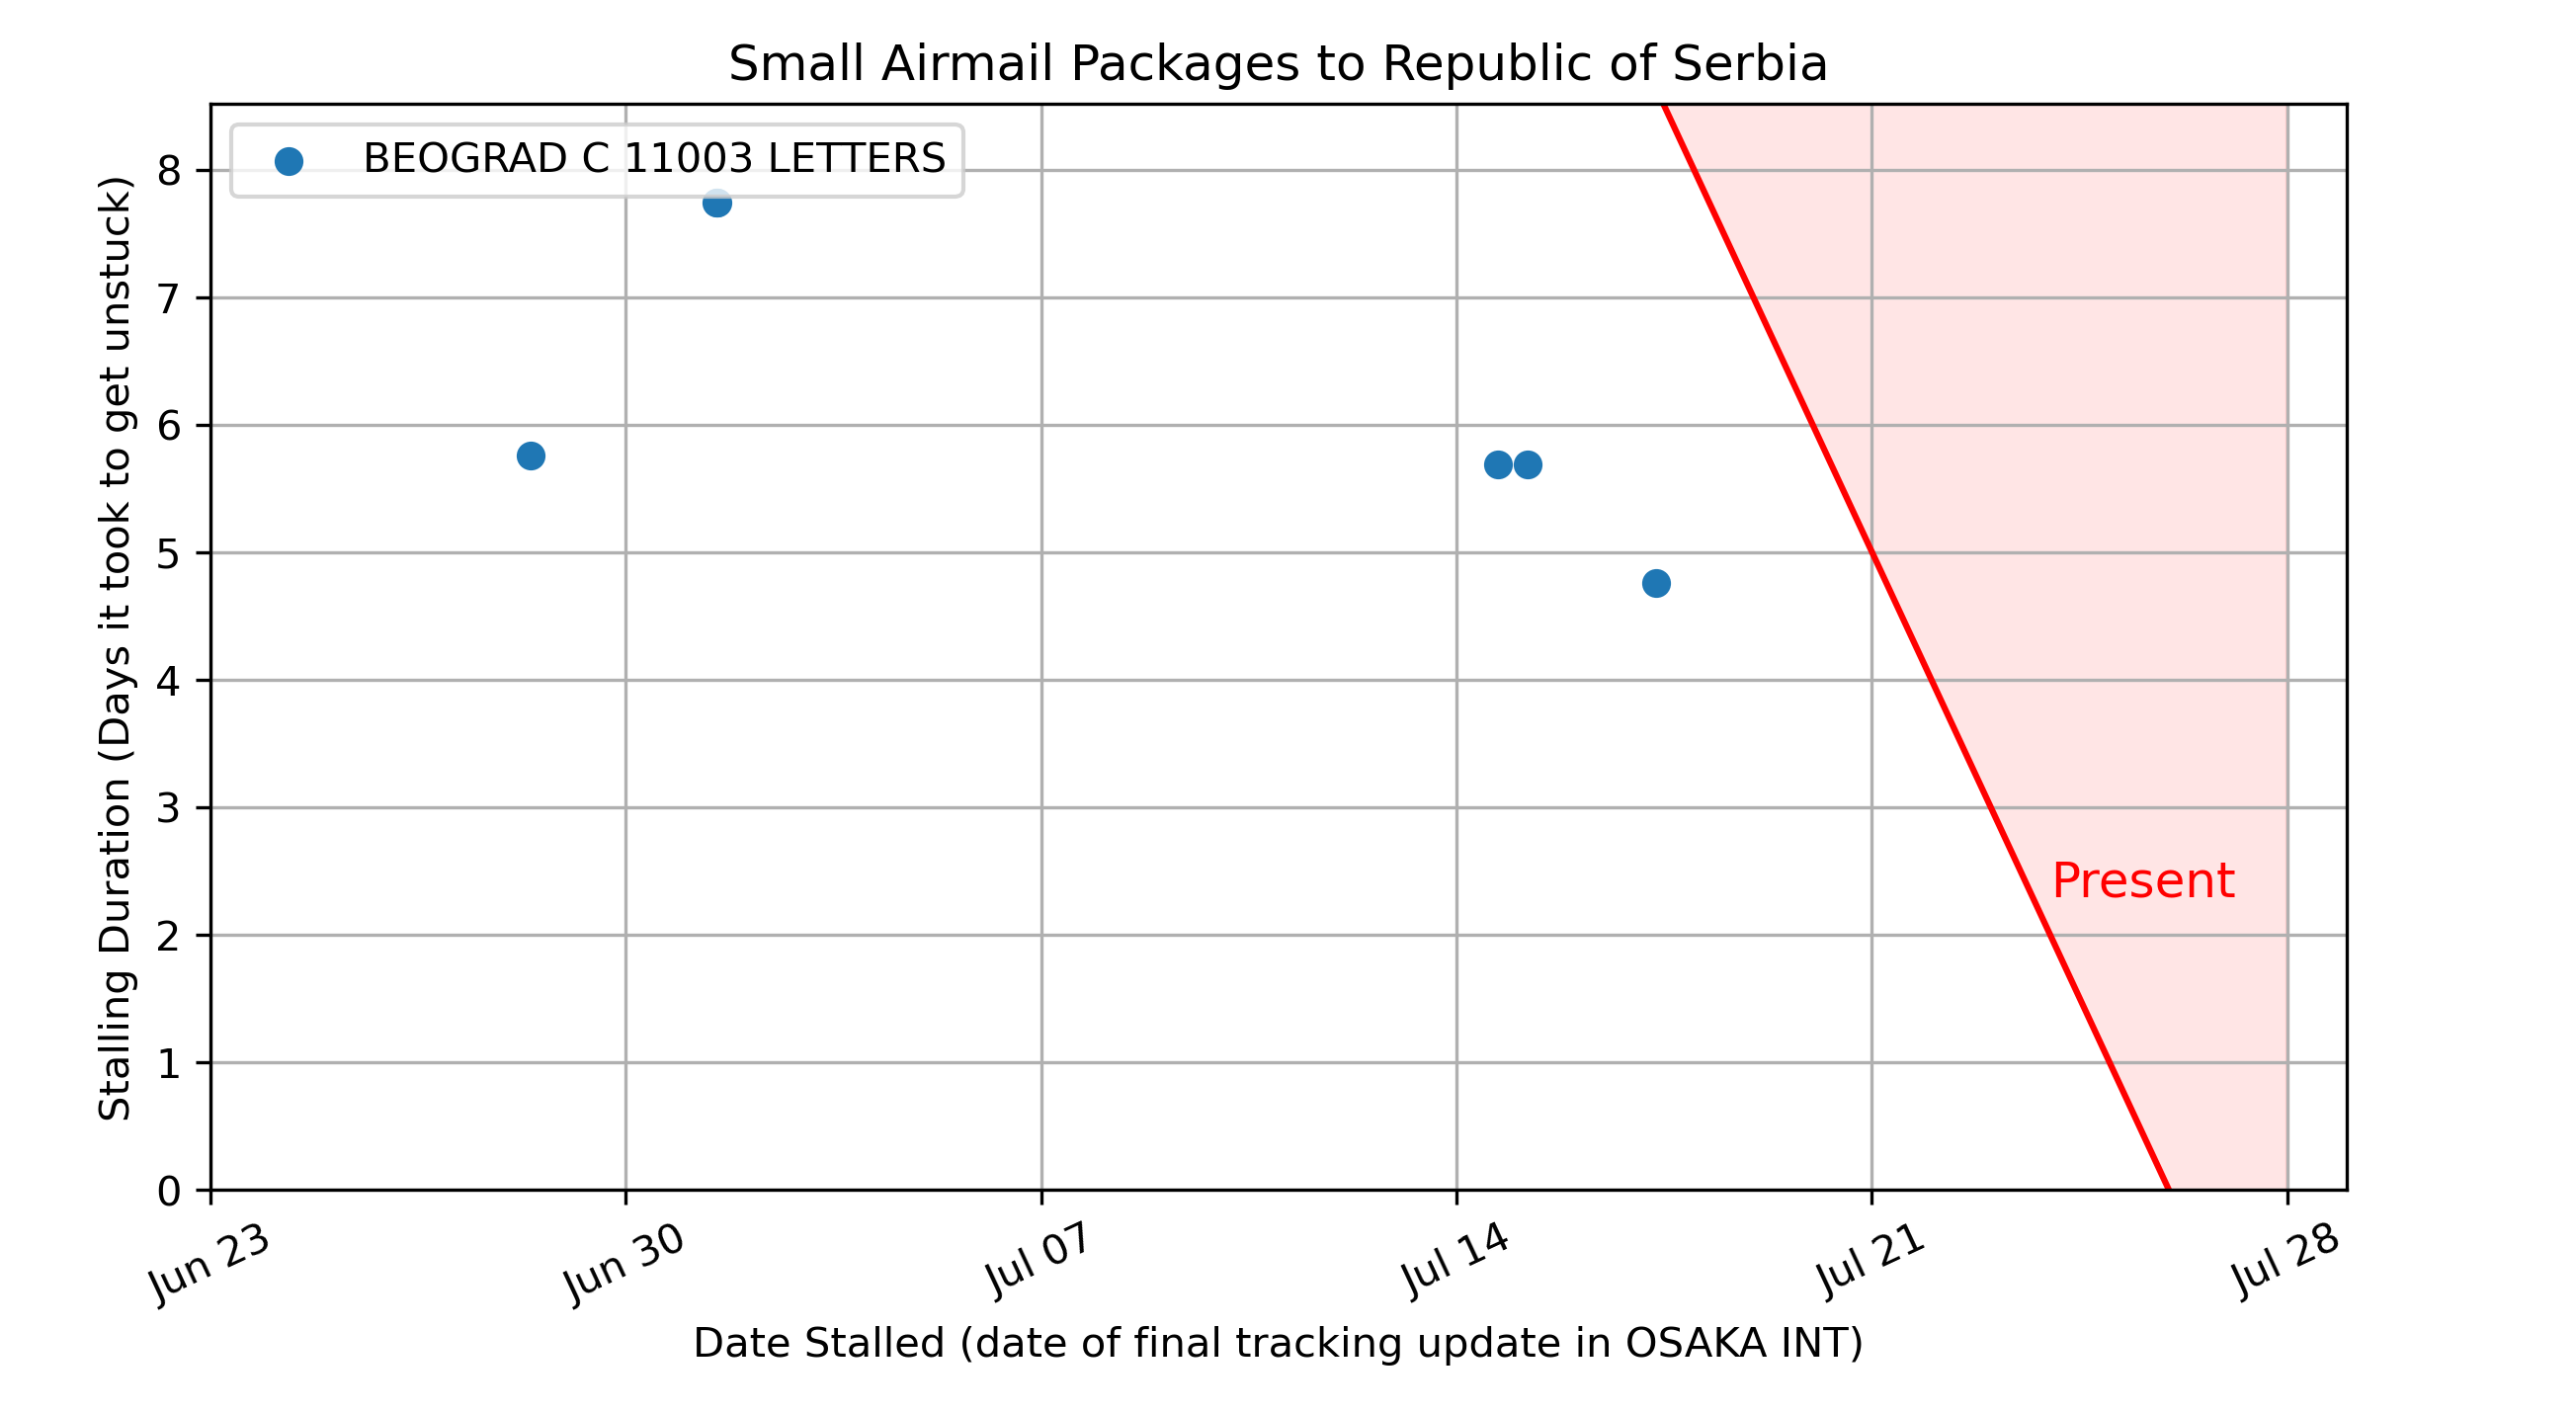 Small Airmail Packages to Republic of Serbia
BEOGRAD C 11003 LETTERS
Stalling Duration (Days it took to get unstuck)
8
7
6
5
4
3
2
1
0
Present
Jun 23
Jun 30
Jul 07
Jul 14
Jul 21
Jul 28
Date Stalled (date of final tracking update in OSAKA INT)